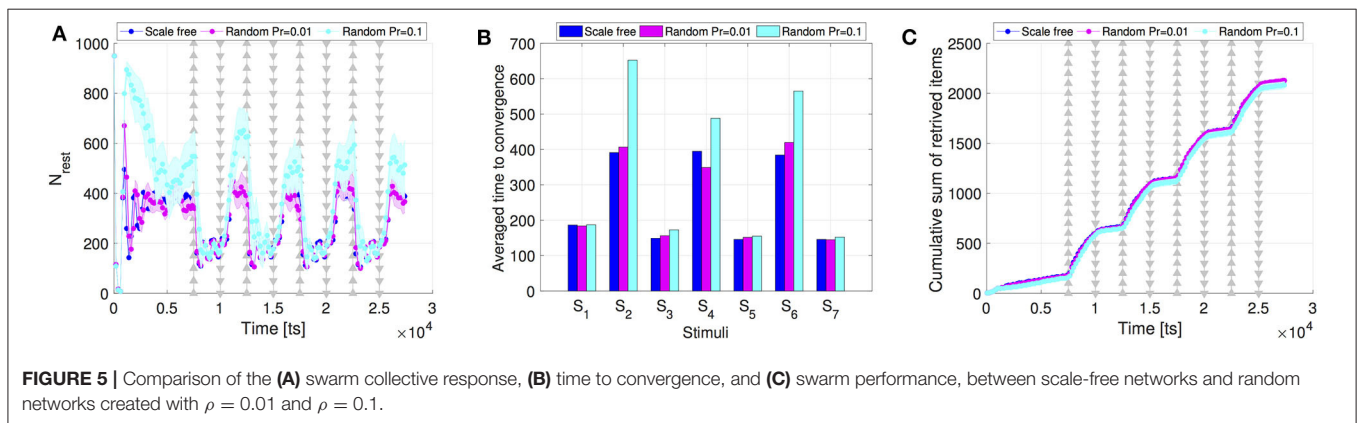 A
Scale free Random Pr=0.01 Random Pr=0.1
1000
800
600
400
200
0
N_rest
0 0.5 1 1.5 2 2.5 3
Time [ts]
×10^4
B
Scale free Random Pr=0.01 Random Pr=0.1
700
600
500
400
300
200
100
0
Averaged time to convergence
S_1 S_2 S_3 S_4 S_5 S_6 S_7
Stimuli
C
Scale free Random Pr=0.01 Random Pr=0.1
2500
2000
1500
1000
500
0
Cumulative sum of retrived items
0 0.5 1 1.5 2 2.5 3
Time [ts]
×10^4
FIGURE 5 | Comparison of the (A) swarm collective response, (B) time to convergence, and (C) swarm performance, between scale-free networks and random
networks created with ρ = 0.01 and ρ = 0.1.